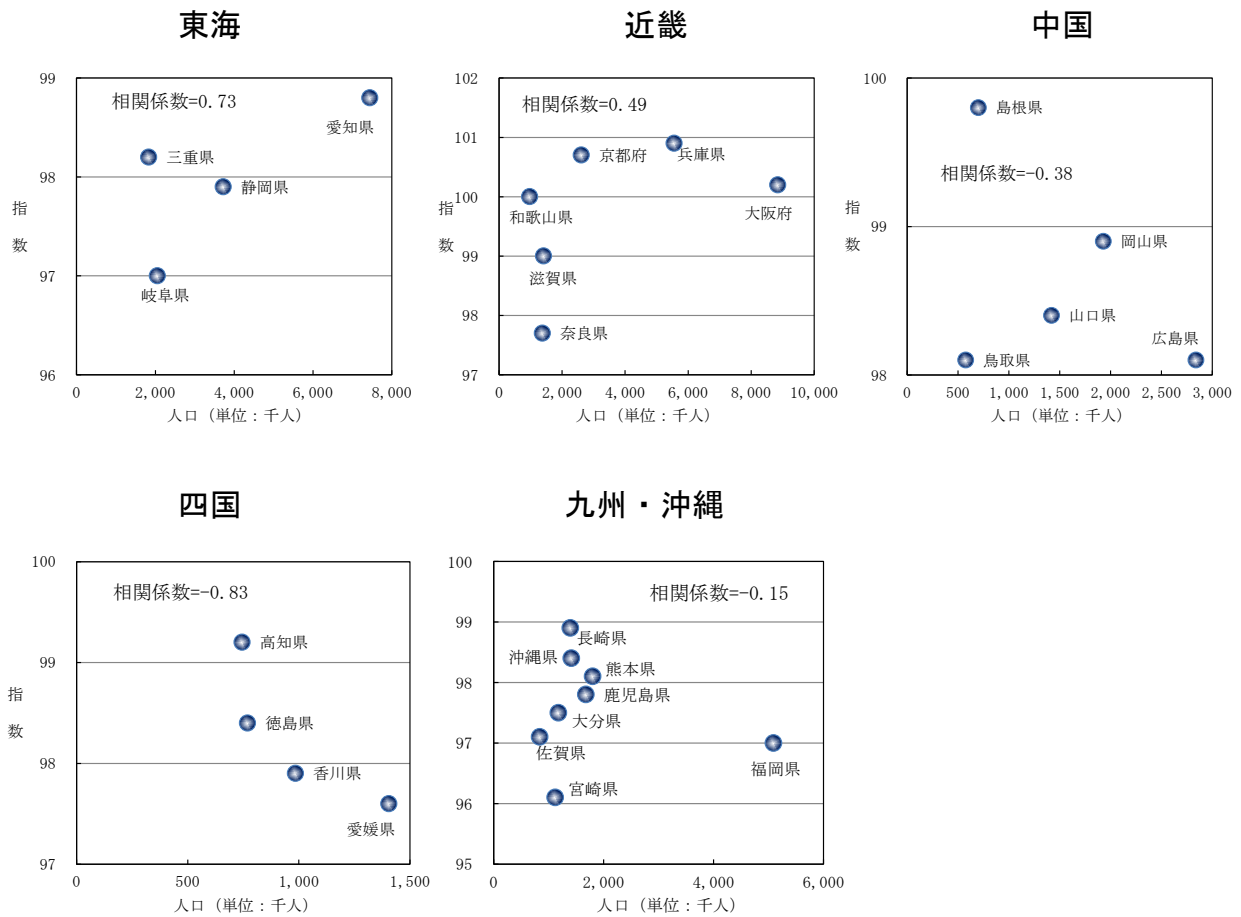 東海
相関係数=0.73
99
98
97
96
指
数
愛知県
三重県
静岡県
岐阜県
0 2,000 4,000 6,000 8,000
人口（単位：千人）
近畿
相関係数=0.49
102
101
100
99
98
97
指
数
京都府
兵庫県
大阪府
和歌山県
滋賀県
奈良県
0 2,000 4,000 6,000 8,000 10,000
人口（単位：千人）
中国
100
99
98
指
数
島根県
相関係数=-0.38
岡山県
山口県
広島県
鳥取県
0 500 1,000 1,500 2,000 2,500 3,000
人口（単位：千人）
四国
相関係数=-0.83
100
99
98
97
指
数
高知県
徳島県
香川県
愛媛県
0 500 1,000 1,500
人口（単位：千人）
九州・沖縄
相関係数=-0.15
100
99
98
97
96
95
長崎県
沖縄県
熊本県
鹿児島県
大分県
佐賀県
福岡県
宮崎県
0 2,000 4,000 6,000
人口（単位：千人）